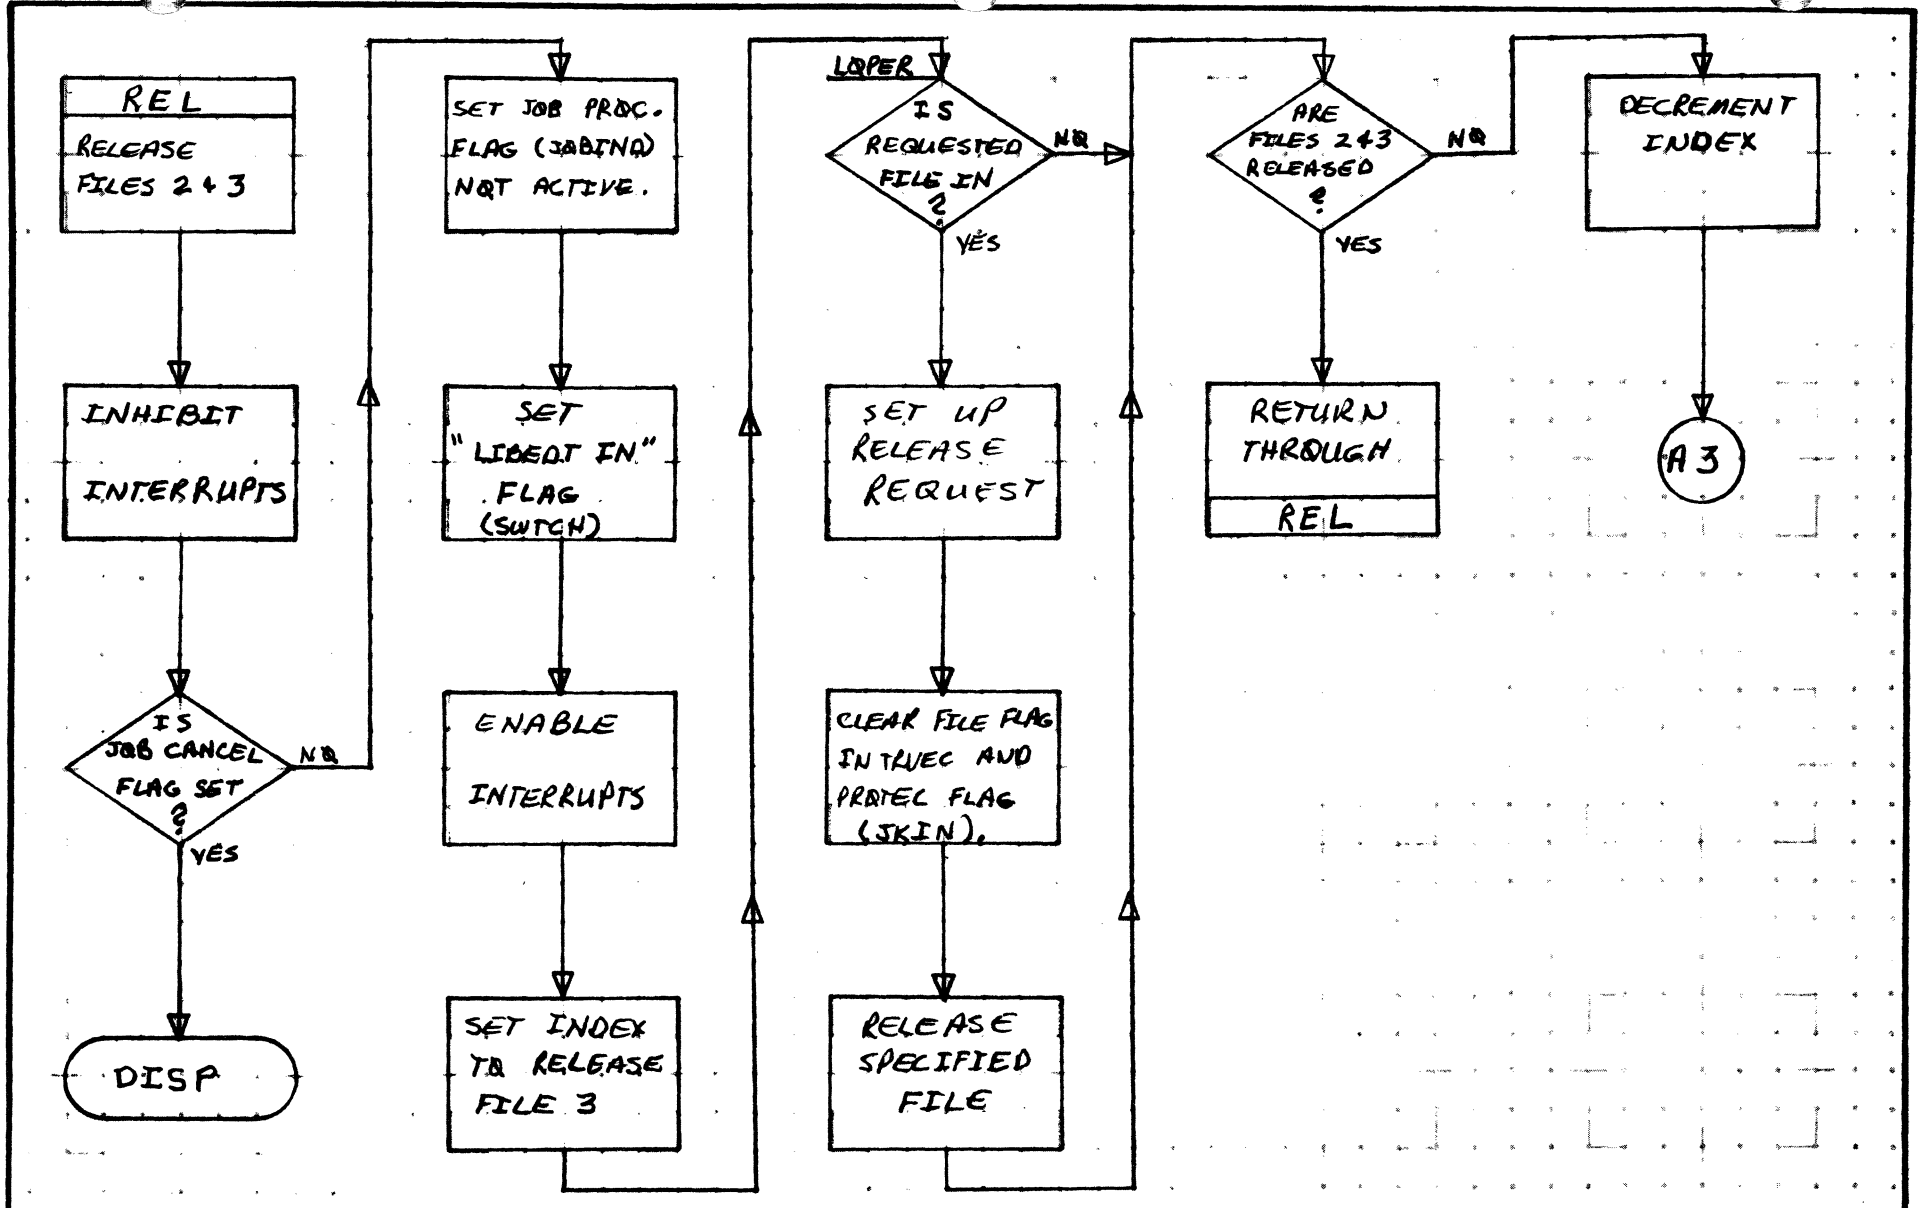 REL
RELEASE
FILES 2 & 3
INHIBIT
INTERRUPTS
IS
JOB CANCEL
FLAG SET
?
NO
YES
DISP
SET JOB PROC.
FLAG (JOBIND)
NOT ACTIVE.
SET
"LIBEDT IN"
FLAG
(SWTCH)
ENABLE
INTERRUPTS
SET INDEX
TO RELEASE
FILE 3
LOPER
IS
REQUESTED
FILE IN
?
NO
YES
SET UP
RELEASE
REQUEST
CLEAR FILE FLAG
IN TRVEC AND
PROTEC FLAG
(JKIN).
RELEASE
SPECIFIED
FILE
ARE
FILES 2 & 3
RELEASED
?
NO
YES
RETURN
THROUGH
REL
DECREMENT
INDEX
A3